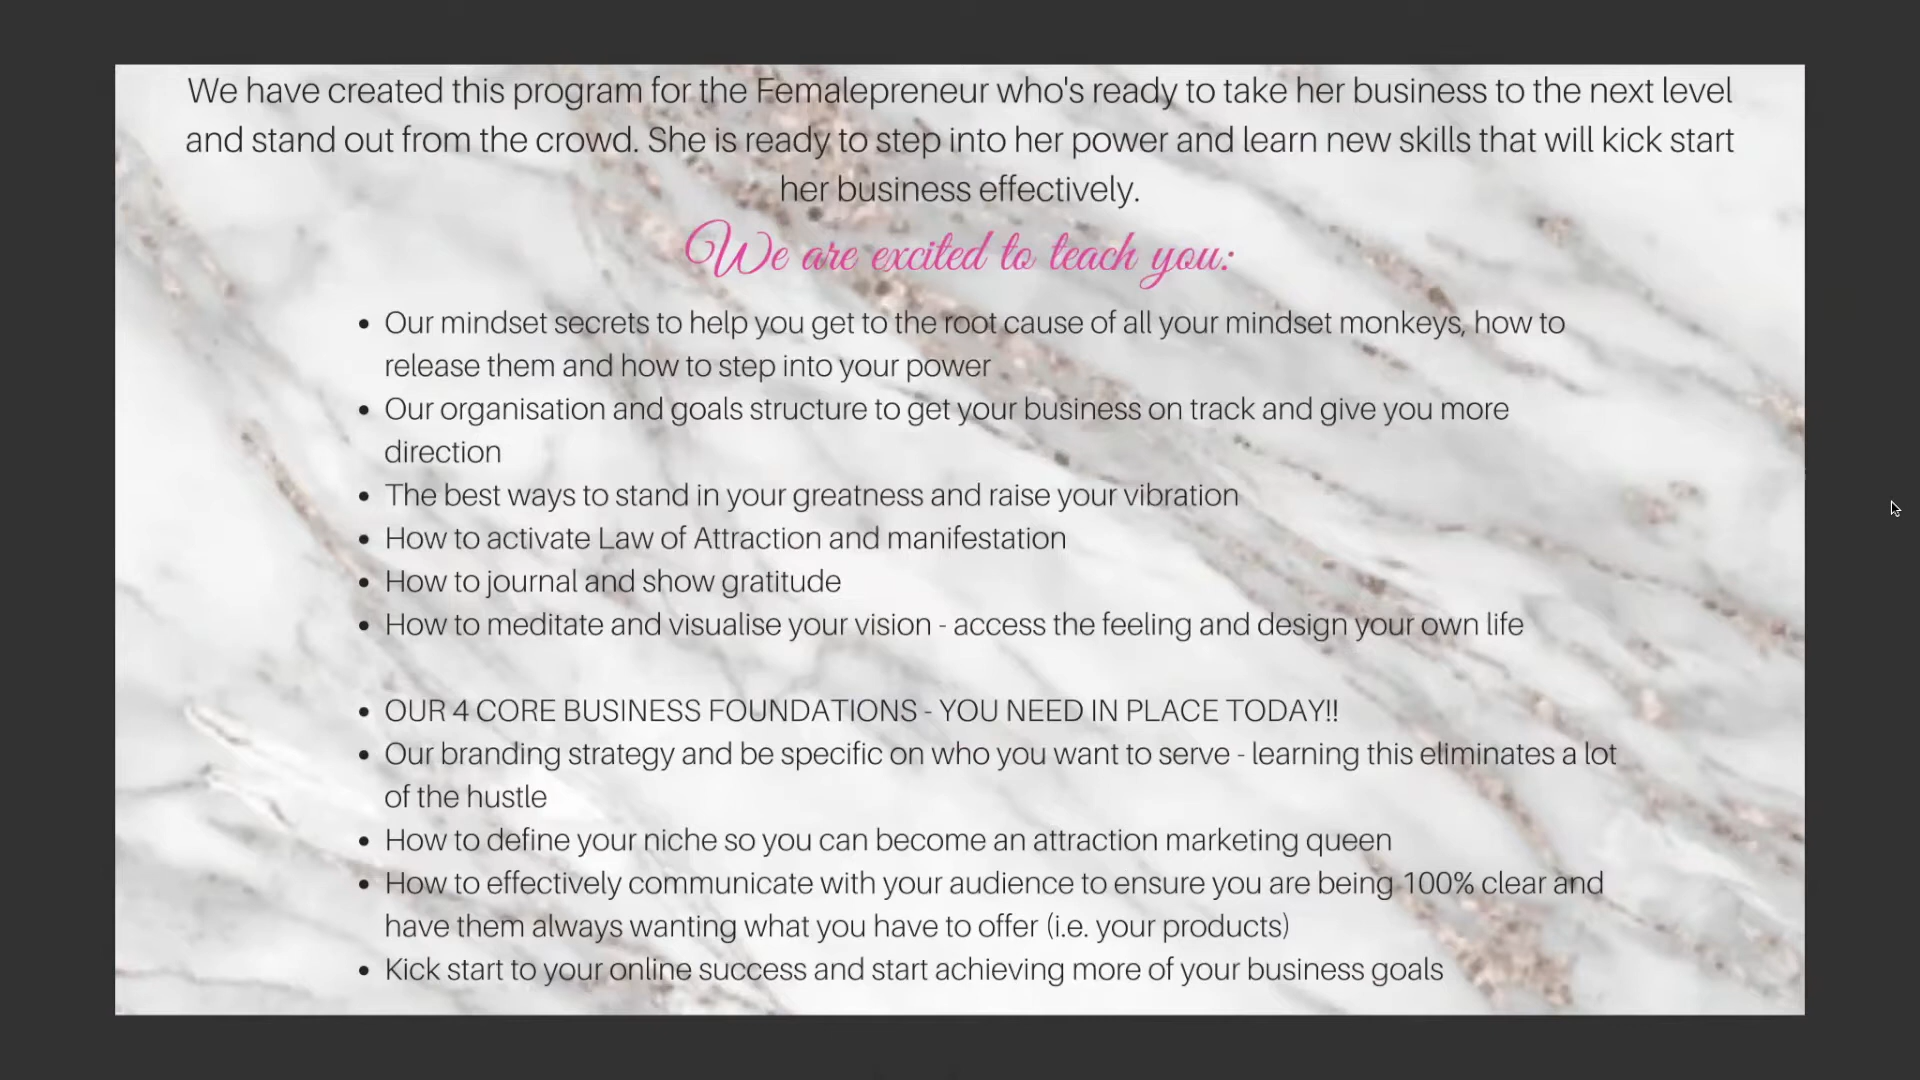 We have created this program for the Femalepreneur who's ready to take her business to the next level
and stand out from the crowd. She is ready to step into her power and learn new skills that will kick start
her business effectively.
We are excited to teach you:
• Our mindset secrets to help you get to the root cause of all your mindset monkeys, how to
release them and how to step into your power
• Our organisation and goals structure to get your business on track and give you more
direction
• The best ways to stand in your greatness and raise your vibration
• How to activate Law of Attraction and manifestation
• How to journal and show gratitude
• How to meditate and visualise your vision - access the feeling and design your own life
• OUR 4 CORE BUSINESS FOUNDATIONS - YOU NEED IN PLACE TODAY!!
• Our branding strategy and be specific on who you want to serve - learning this eliminates a lot
of the hustle
• How to define your niche so you can become an attraction marketing queen
• How to effectively communicate with your audience to ensure you are being 100% clear and
have them always wanting what you have to offer (i.e. your products)
• Kick start to your online success and start achieving more of your business goals